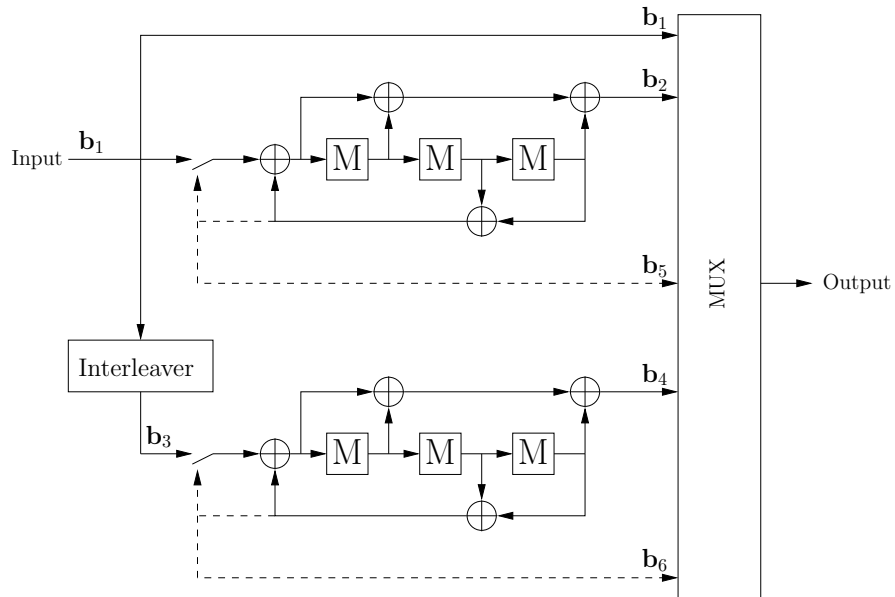 b1
b2
Input b1
M M M
b5
MUX
Output
Interleaver
b4
b3
M M M
b6